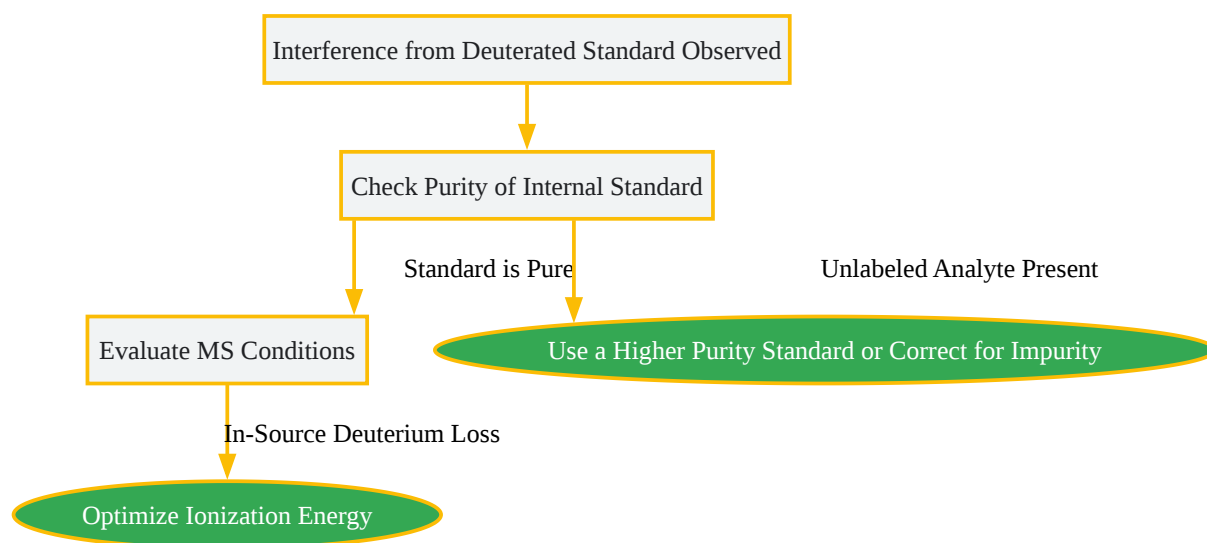 Interference from Deuterated Standard Observed
Check Purity of Internal Standard
Standard is Pure
Unlabeled Analyte Present
Evaluate MS Conditions
Use a Higher Purity Standard or Correct for Impurity
In-Source Deuterium Loss
Optimize Ionization Energy